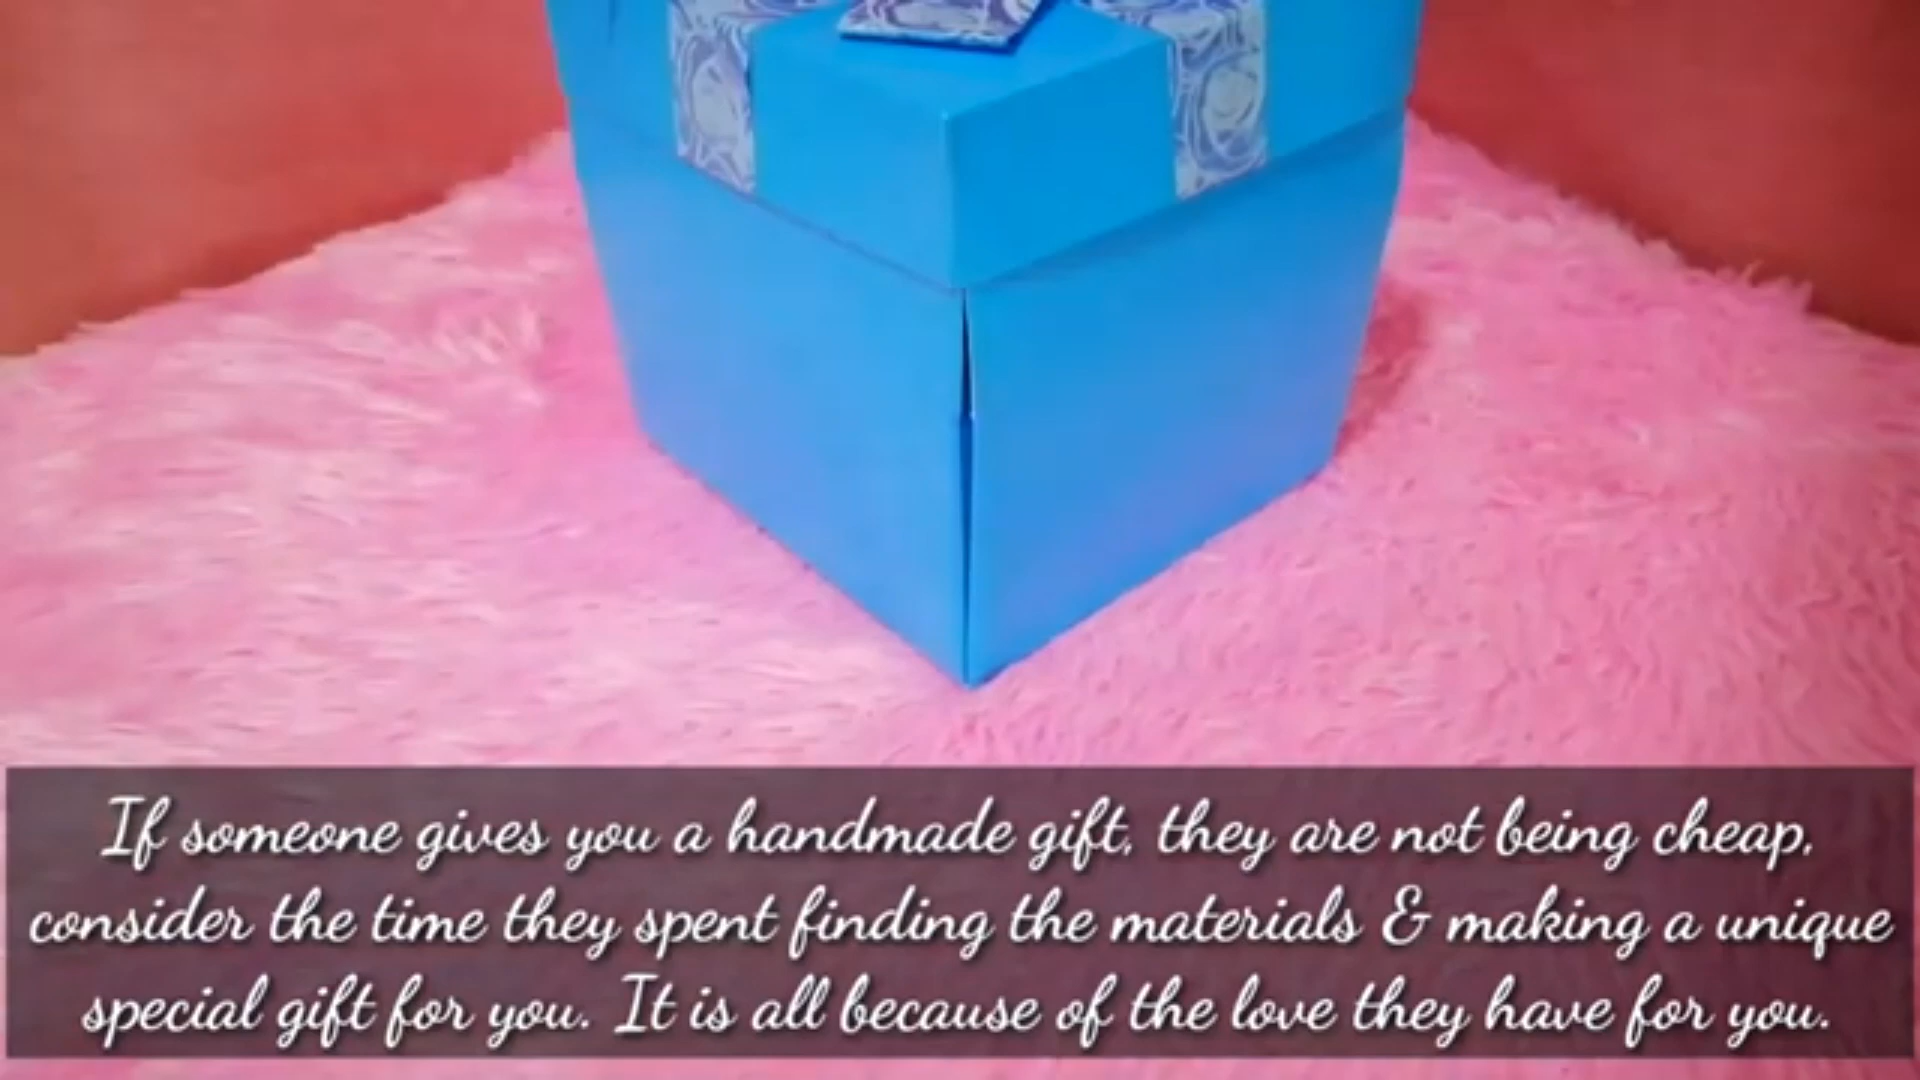 If someone gives you a handmade gift, they are not being cheap,
consider the time they spent finding the materials & making a unique
special gift for you. It is all because of the love they have for you.